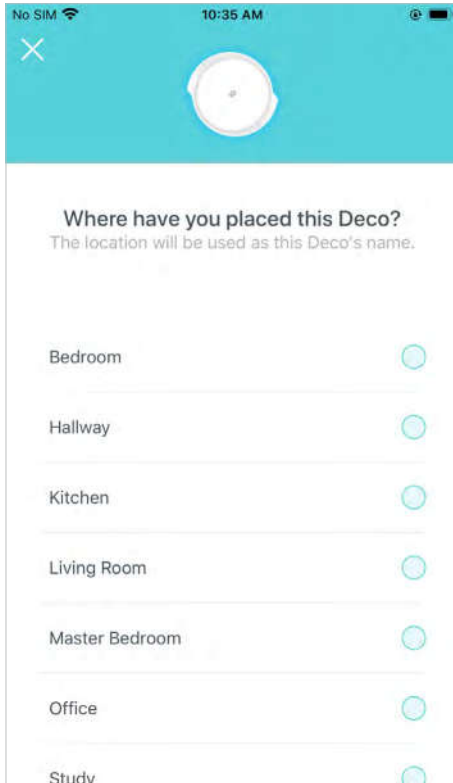 No SIM 10:35 AM
Where have you placed this Deco?
The location will be used as this Deco's name.
Bedroom
Hallway
Kitchen
Living Room
Master Bedroom
Office
Study